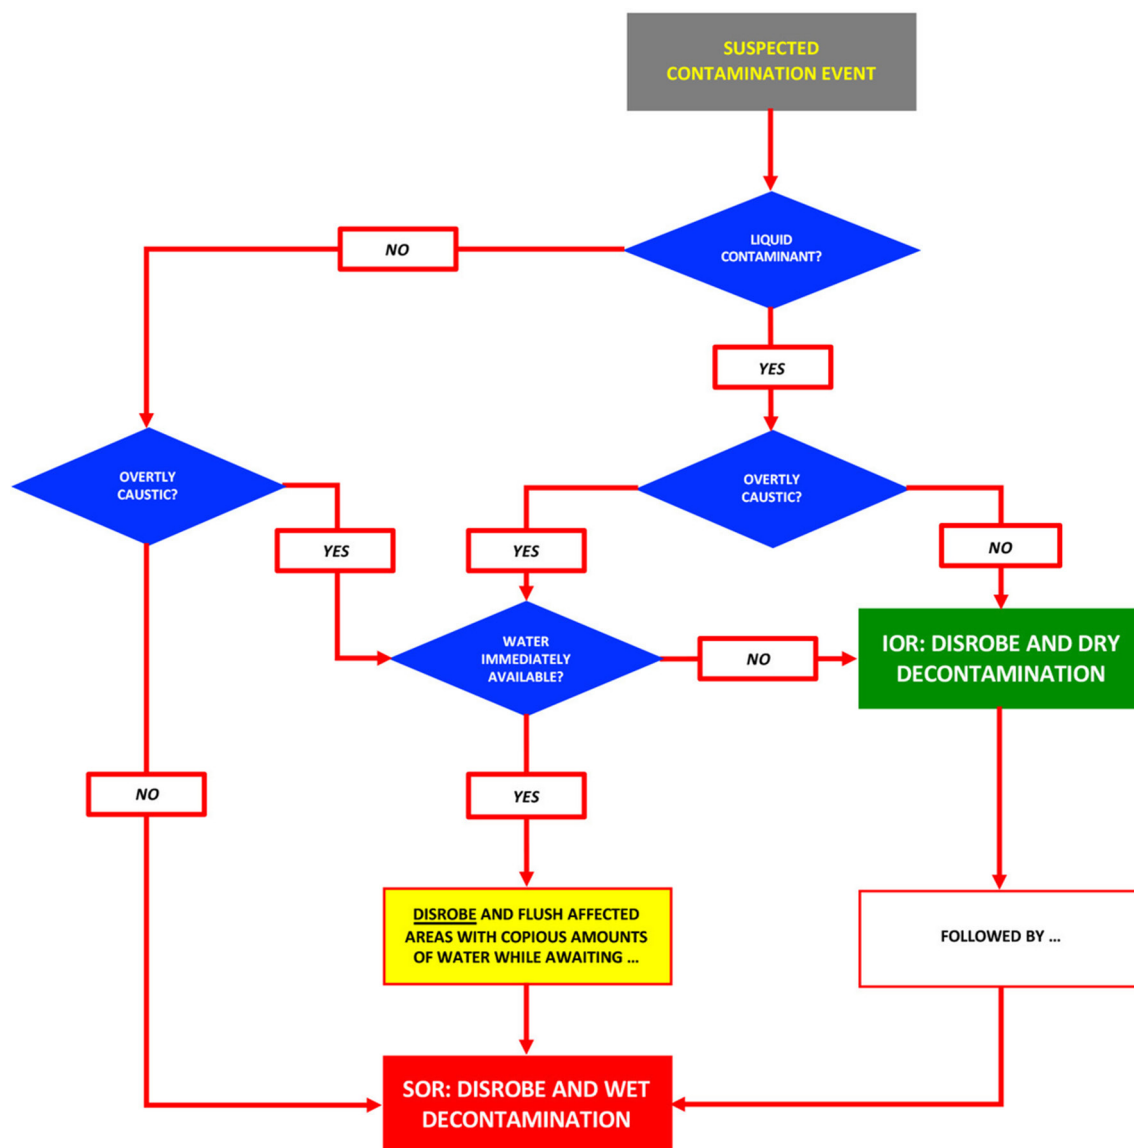 SUSPECTED
CONTAMINATION EVENT
NO
LIQUID
CONTAMINANT?
YES
OVERTLY
CAUSTIC?
OVERTLY
CAUSTIC?
YES
YES
NO
WATER
IMMEDIATELY
AVAILABLE?
NO
IOR: DISROBE AND DRY
DECONTAMINATION
NO
YES
DISROBE AND FLUSH AFFECTED
AREAS WITH COPIOUS AMOUNTS
OF WATER WHILE AWAITING ...
FOLLOWED BY ...
SOR: DISROBE AND WET
DECONTAMINATION